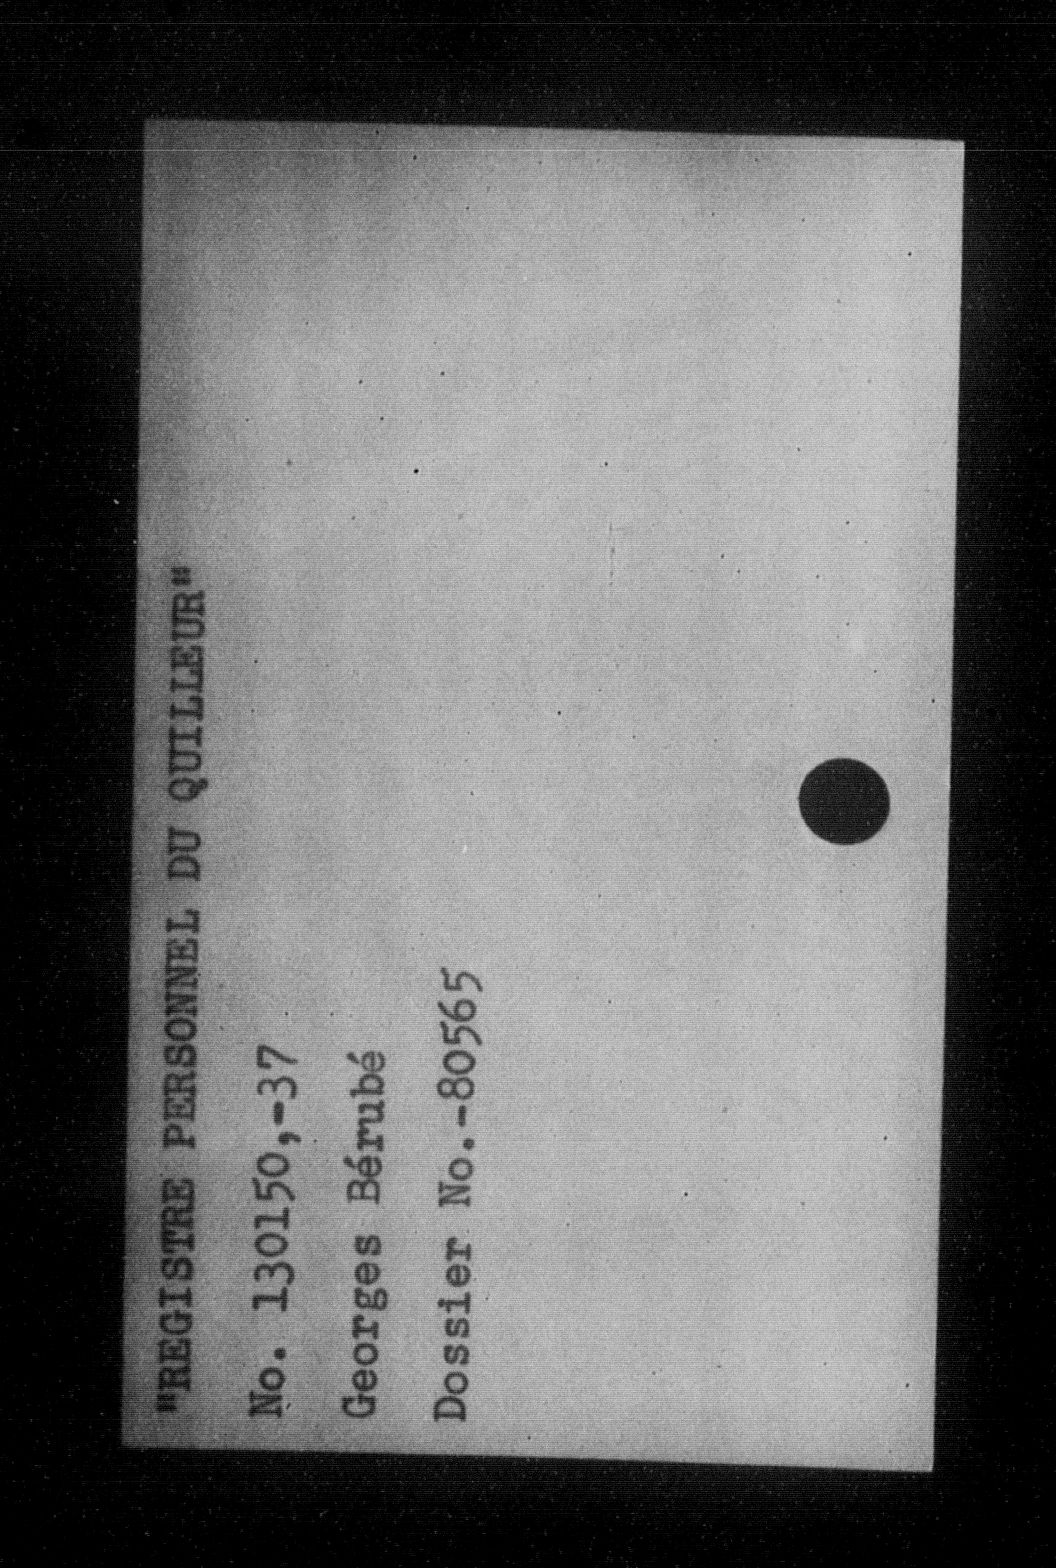 "REGISTRE PERSONNEL DU QUILLEUR"
No. 130150,-37
Georges Bérubé
Dossier No.-80565